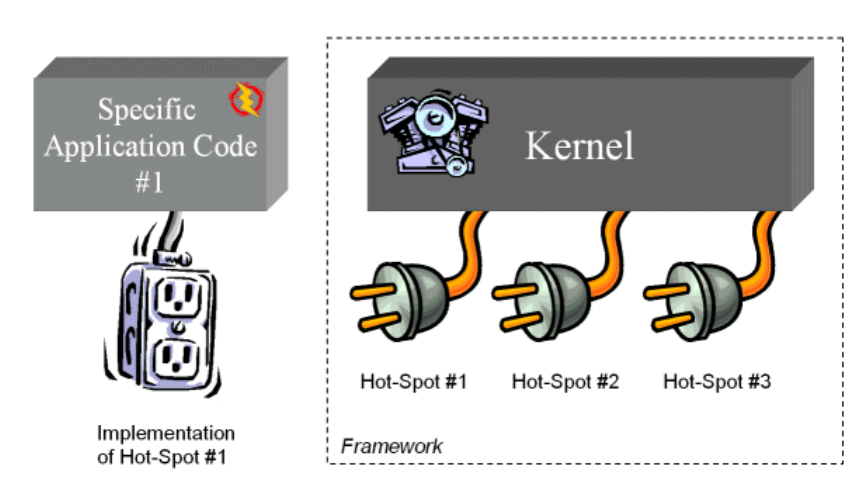 Specific
Application Code
#1
Kernel
Hot-Spot #1
Hot-Spot #2
Hot-Spot #3
Implementation
of Hot-Spot #1
Framework